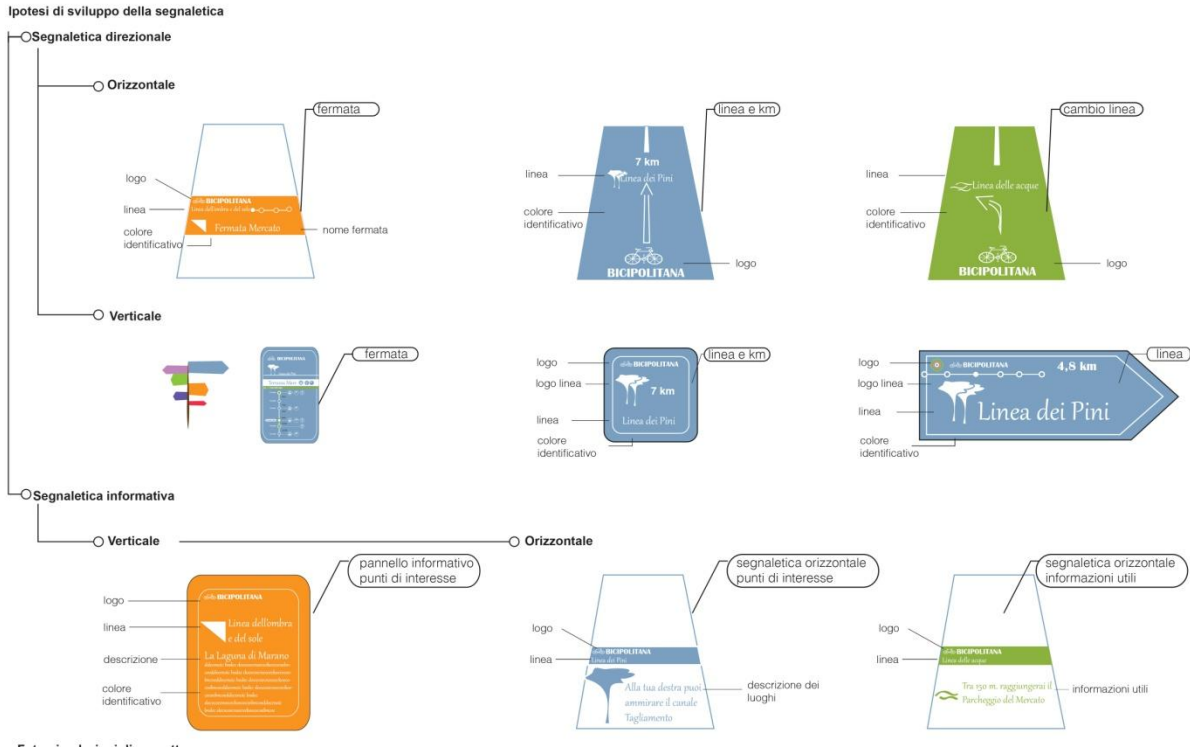 Ipotesi di sviluppo della segnaletica
Segnaletica direzionale
Orizzontale
fermata
logo
linea
colore
identificativo
BICIPOLITANA
Linea dell'ombra e del sole
Fermata Mercato
nome fermata
linea e km
linea
colore
identificativo
7 km
Linea dei Pini
BICIPOLITANA
logo
cambio linea
linea
colore
identificativo
Linea delle acque
BICIPOLITANA
logo
Verticale
fermata
BICIPOLITANA
linea e km
logo
logo linea
linea
colore
identificativo
BICIPOLITANA
7 km
Linea dei Pini
linea
logo
logo linea
linea
colore
identificativo
BICIPOLITANA
4,8 km
Linea dei Pini
Segnaletica informativa
Verticale
pannello informativo
punti di interesse
logo
linea
descrizione
colore
identificativo
BICIPOLITANA
Linea dell'ombra
e del sole
La Laguna di Marano
Orizzontale
segnaletica orizzontale
punti di interesse
logo
linea
BICIPOLITANA
Linea dei Pini
Alla tua destra puoi
ammirare il canale
Tagliamento
descrizione dei
luoghi
segnaletica orizzontale
informazioni utili
logo
linea
BICIPOLITANA
Linea delle acque
Tra 150 m. raggiungerai il
Parcheggio del Mercato
informazioni utili